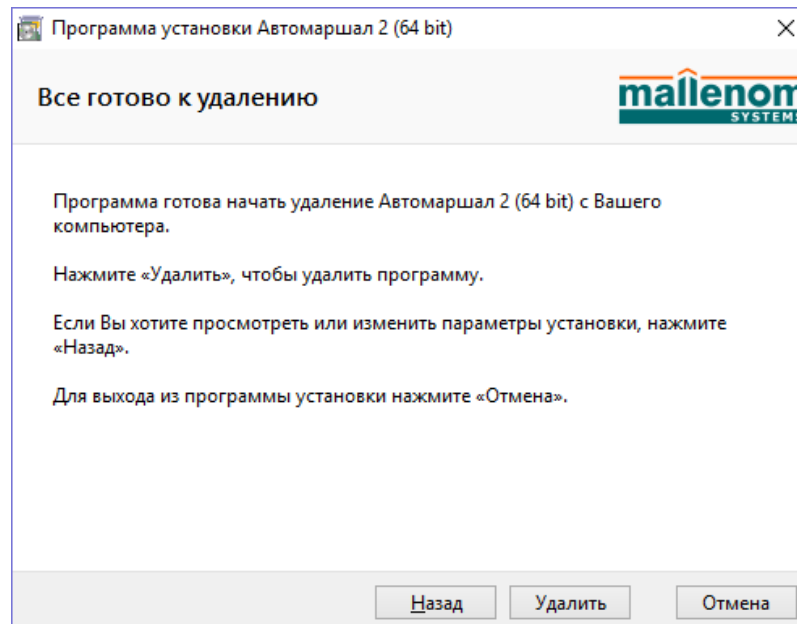 Программа установки Автомаршал 2 (64 bit)
Все готово к удалению
mallenom
SYSTEMS
Программа готова начать удаление Автомаршал 2 (64 bit) с Вашего
компьютера.
Нажмите «Удалить», чтобы удалить программу.
Если Вы хотите просмотреть или изменить параметры установки, нажмите
«Назад».
Для выхода из программы установки нажмите «Отмена».
Назад
Удалить
Отмена